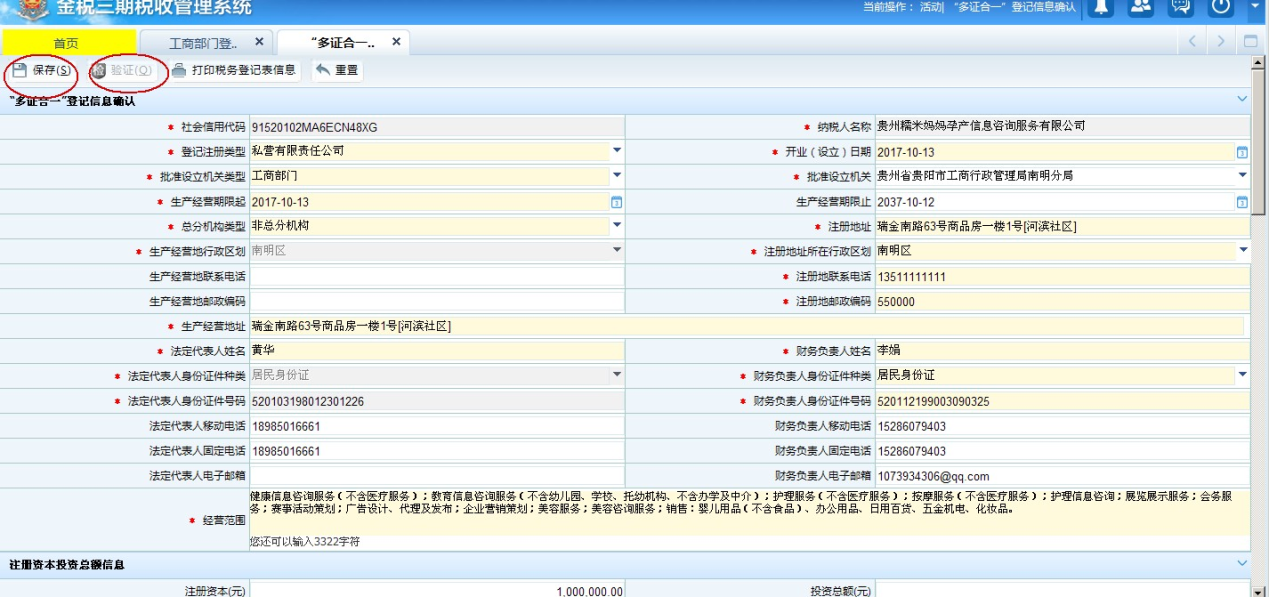 金税三期税收管理系统
当前操作： 活动| “多证合一”登记信息确认
首页 工商部门登.. × “多证合一.. ×
保存(S) 验证(O) 打印税务登记表信息 重置
“多证合一”登记信息确认
* 社会信用代码 91520102MA6ECN48XG * 纳税人名称 贵州糯米妈妈孕产信息咨询服务有限公司
* 登记注册类型 私营有限责任公司 * 开业（设立）日期 2017-10-13
* 批准设立机关类型 工商部门 * 批准设立机关 贵州省贵阳市工商行政管理局南明分局
* 生产经营期限起 2017-10-13 生产经营期限止 2037-10-12
* 总分机构类型 非总分机构 * 注册地址 瑞金南路63号商品房一楼1号[河滨社区]
* 生产经营地行政区划 南明区 * 注册地址所在行政区划 南明区
生产经营地联系电话 * 注册地联系电话 13511111111
生产经营地邮政编码 * 注册地邮政编码 550000
* 生产经营地址 瑞金南路63号商品房一楼1号[河滨社区]
* 法定代表人姓名 黄华 * 财务负责人姓名 李娟
* 法定代表人身份证件种类 居民身份证 * 财务负责人身份证件种类 居民身份证
* 法定代表人身份证件号码 520103198012301226 * 财务负责人身份证件号码 520112199003090325
法定代表人移动电话 18985016661 财务负责人移动电话 15286079403
法定代表人固定电话 18985016661 财务负责人固定电话 15286079403
法定代表人电子邮箱 财务负责人电子邮箱 1073934306@qq.com
* 经营范围 健康信息咨询服务（不含医疗服务）；教育信息咨询服务（不含幼儿园、学校、托幼机构、不含办学及中介）；护理服务（不含医疗服务）；按摩服务（不含医疗服务）；护理信息咨询；展览展示服务；会务服
务；赛事活动策划；广告设计、代理及发布；企业营销策划；美容服务；美容咨询服务；销售：婴儿用品（不含食品）、办公用品、日用百货、五金机电、化妆品。
您还可以输入3322字符
注册资本投资总额信息
注册资本(元) 1,000,000.00 投资总额(元)